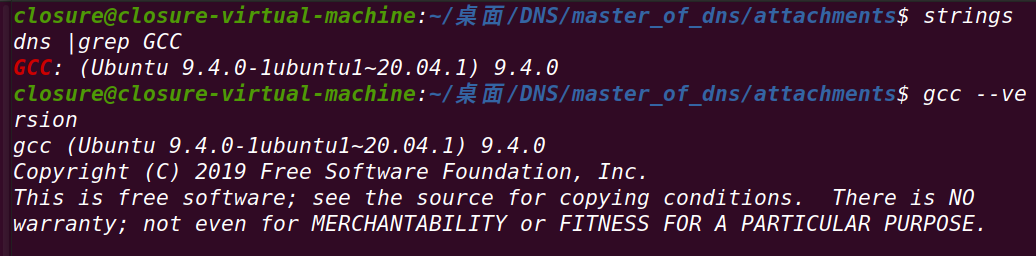 closure@closure-virtual-machine:~/桌面/DNS/master_of_dns/attachments$ strings
dns |grep GCC
GCC: (Ubuntu 9.4.0-1ubuntu1~20.04.1) 9.4.0
closure@closure-virtual-machine:~/桌面/DNS/master_of_dns/attachments$ gcc --ve
rsion
gcc (Ubuntu 9.4.0-1ubuntu1~20.04.1) 9.4.0
Copyright (C) 2019 Free Software Foundation, Inc.
This is free software; see the source for copying conditions.  There is NO
warranty; not even for MERCHANTABILITY or FITNESS FOR A PARTICULAR PURPOSE.